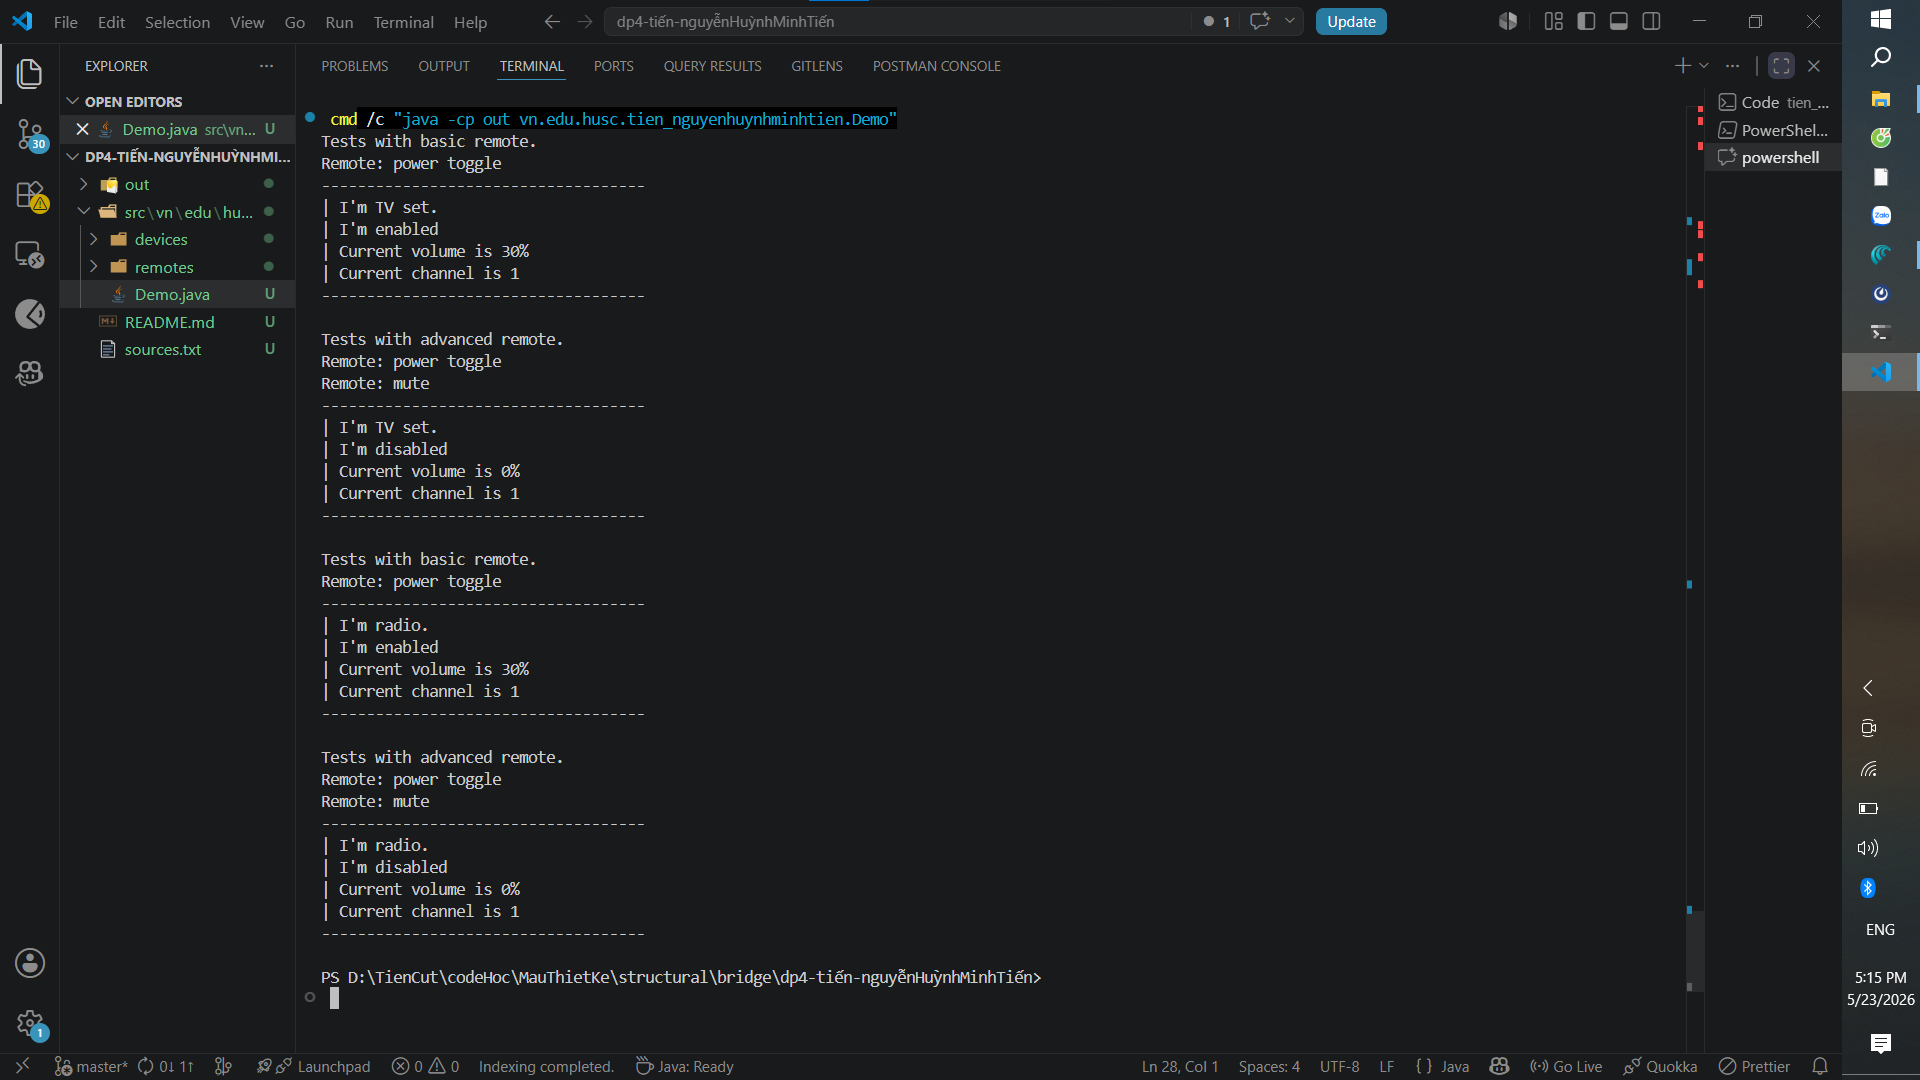 File Edit Selection View Go Run Terminal Help
dp4-tiến-nguyễnHuỳnhMinhTiến
1
Update
EXPLORER
OPEN EDITORS
Demo.java src\vn... U
DP4-TIẾN-NGUYỄNHUỲNHMI...
out
src\vn\edu\hu...
devices
remotes
Demo.java U
README.md U
sources.txt U
30
1
PROBLEMS OUTPUT TERMINAL PORTS QUERY RESULTS GITLENS POSTMAN CONSOLE
cmd /c "java -cp out vn.edu.husc.tien_nguyenhuynhminhtien.Demo"
Tests with basic remote.
Remote: power toggle
------------------------------------
| I'm TV set.
| I'm enabled
| Current volume is 30%
| Current channel is 1
------------------------------------
Tests with advanced remote.
Remote: power toggle
Remote: mute
------------------------------------
| I'm TV set.
| I'm disabled
| Current volume is 0%
| Current channel is 1
------------------------------------
Tests with basic remote.
Remote: power toggle
------------------------------------
| I'm radio.
| I'm enabled
| Current volume is 30%
| Current channel is 1
------------------------------------
Tests with advanced remote.
Remote: power toggle
Remote: mute
------------------------------------
| I'm radio.
| I'm disabled
| Current volume is 0%
| Current channel is 1
------------------------------------
PS D:\TienCut\codeHoc\MauThietKe\structural\bridge\dp4-tiến-nguyễnHuỳnhMinhTiến>
Code tien_...
PowerShel...
powershell
master* 0↓ 1↑ Launchpad 0 0 Indexing completed. Java: Ready
Ln 28, Col 1 Spaces: 4 UTF-8 LF {} Java Go Live Quokka Prettier
Zalo
ENG
5:15 PM
5/23/2026